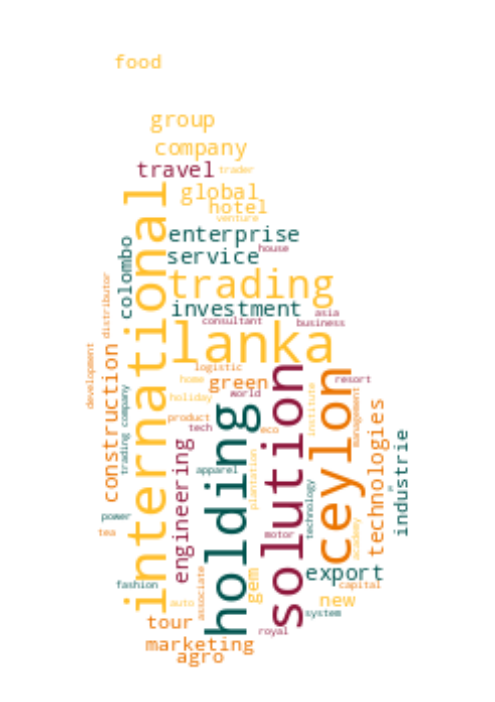 food
group
company
travel
trader
global
hotel
venture
enterprise
house
service
colombo
international
trading
distributor
investment
asia
consultant
business
lanka
development
construction
logistic
home
green
resort
holiday
world
solution
ceylon
trading company
institute
management
product
tech
eco
holding
technologies
industrie
engineering
apparel
plantation
technology
power
tea
motor
academy
fashion
associate
gem
export
capital
auto
new
tour
system
royal
marketing
agro